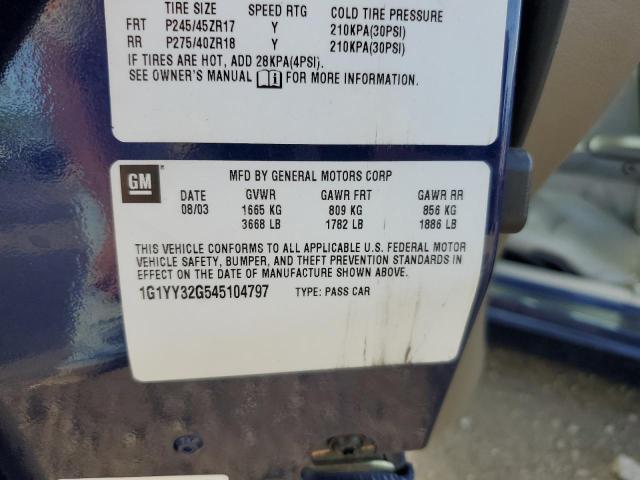 TIRE SIZE SPEED RTG COLD TIRE PRESSURE
FRT P245/45ZR17 Y 210KPA(30PSI)
RR P275/40ZR18 Y 210KPA(30PSI)
IF TIRES ARE HOT, ADD 28KPA(4PSI).
SEE OWNER'S MANUAL FOR MORE INFORMATION.
GM
MFD BY GENERAL MOTORS CORP
DATE GVWR GAWR FRT GAWR RR
08/03 1665 KG 809 KG 856 KG
3668 LB 1782 LB 1886 LB
THIS VEHICLE CONFORMS TO ALL APPLICABLE U.S. FEDERAL MOTOR
VEHICLE SAFETY, BUMPER, AND THEFT PREVENTION STANDARDS IN
EFFECT ON THE DATE OF MANUFACTURE SHOWN ABOVE.
1G1YY32G545104797 TYPE: PASS CAR